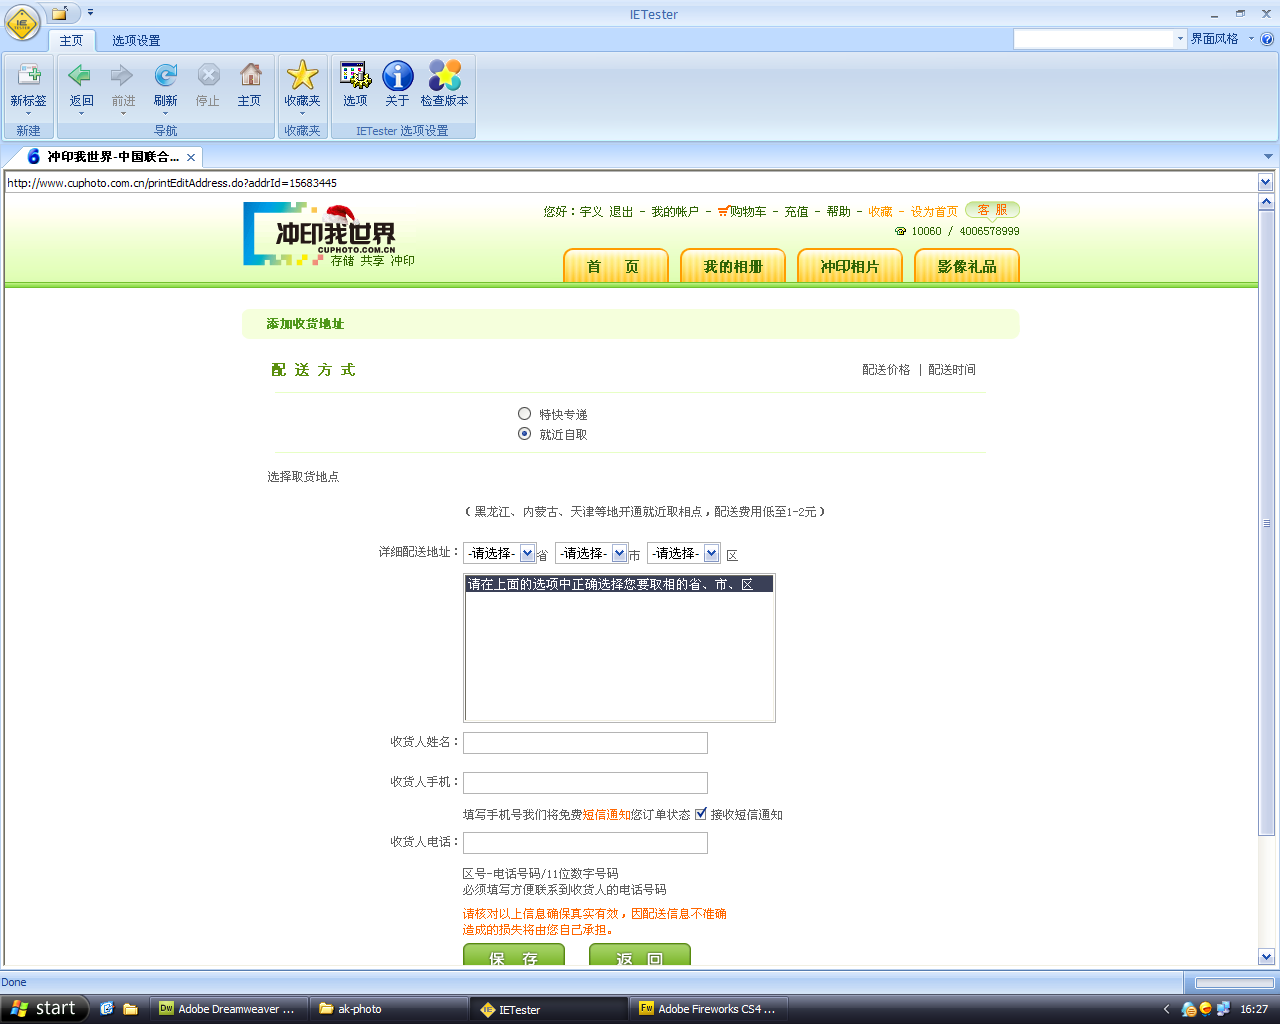 IETester
主页 选项设置 界面风格
新标签 返回 前进 刷新 停止 主页 收藏夹 选项 关于 检查版本
新建 导航 收藏夹 IETester 选项设置
6 冲印我世界-中国联合...
http://www.cuphoto.com.cn/printEditAddress.do?addrId=15683445
您好：宇义 退出 - 我的帐户 - 购物车 - 充值 - 帮助 - 收藏 - 设为首页 客 服
冲印我世界
CUPHOTO.COM.CN
存储 共享 冲印
10060 / 4006578999
首 页 我的相册 冲印相片 影像礼品
添加收货地址
配 送 方 式 配送价格 | 配送时间
特快专递
就近自取
选择取货地点
（黑龙江、内蒙古、天津等地开通就近取相点，配送费用低至1-2元）
详细配送地址： -请选择- 省 -请选择- 市 -请选择- 区
请在上面的选项中正确选择您要取相的省、市、区
收货人姓名：
收货人手机：
填写手机号我们将免费短信通知您订单状态 接收短信通知
收货人电话：
区号-电话号码/11位数字号码
必须填写方便联系到收货人的电话号码
请核对以上信息确保真实有效，因配送信息不准确
造成的损失将由您自己承担。
保 存 返 回
Done
start Dw Adobe Dreamweaver ... ak-photo IETester Fw Adobe Fireworks CS4 ... 16:27